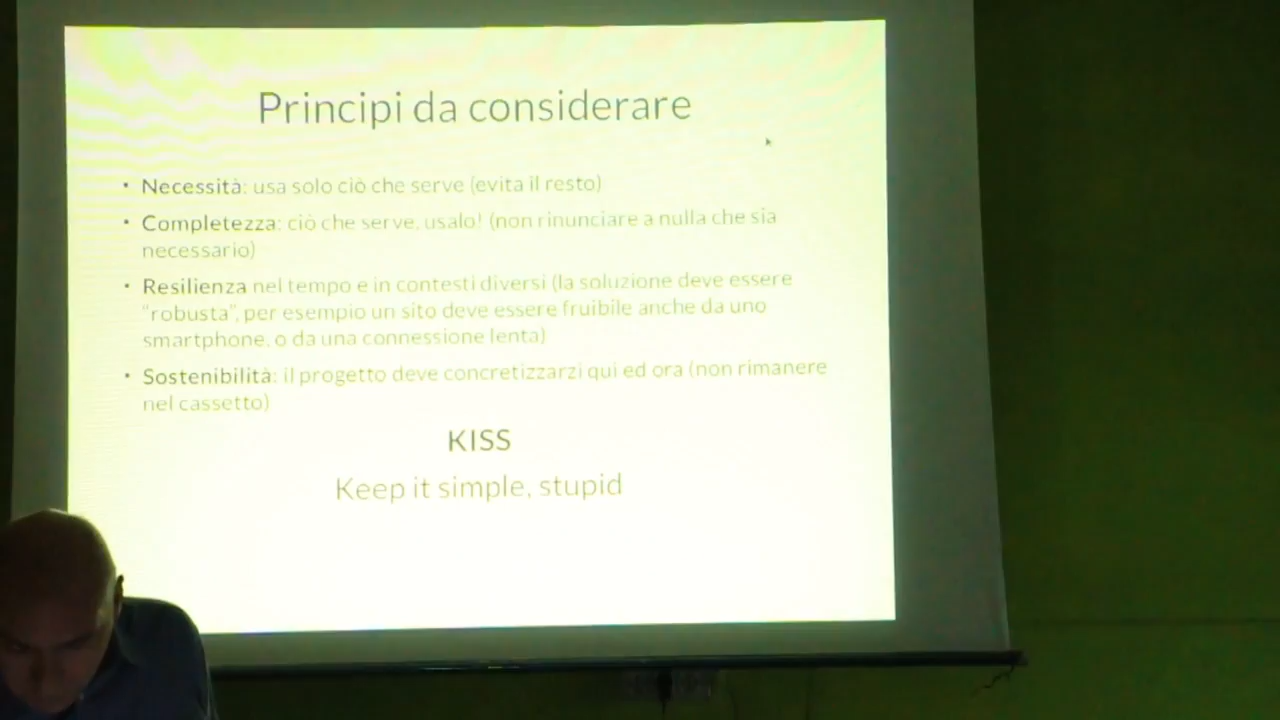 Principi da considerare
• Necessità: usa solo ciò che serve (evita il resto)
• Completezza: ciò che serve, usalo! (non rinunciare a nulla che sia
necessario)
• Resilienza nel tempo e in contesti diversi (la soluzione deve essere
"robusta", per esempio un sito deve essere fruibile anche da uno
smartphone, o da una connessione lenta)
• Sostenibilità: il progetto deve concretizzarzi qui ed ora (non rimanere
nel cassetto)
KISS
Keep it simple, stupid